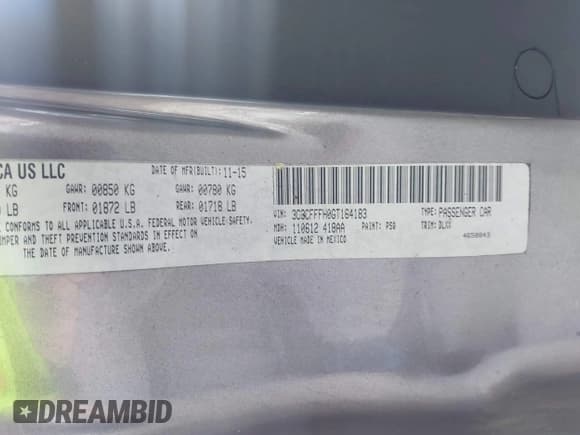 CA US LLC DATE OF MFR(BUILT): 11-15
KG GAWR: 00850 KG GAWR: 00780 KG
LB FRONT: 01872 LB REAR: 01718 LB
CONFORMS TO ALL APPLICABLE U.S.A. FEDERAL MOTOR VEHICLE SAFETY,
MPER AND THEFT PREVENTION STANDARDS IN EFFECT ON
THE DATE OF MANUFACTURE SHOWN ABOVE.
VIN: 3C3CFFFH0GT164183 TYPE: PASSENGER CAR
MDH: 110612 418AA PAINT: PSQ TRIM: DLX8
VEHICLE MADE IN MEXICO
DREAMBID